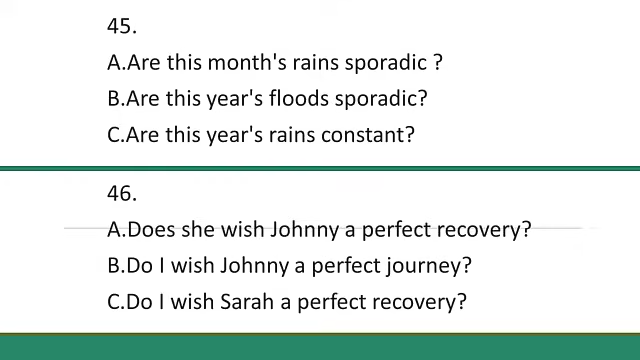 45.
A.Are this month's rains sporadic ?
B.Are this year's floods sporadic?
C.Are this year's rains constant?
46.
A.Does she wish Johnny a perfect recovery?
B.Do I wish Johnny a perfect journey?
C.Do I wish Sarah a perfect recovery?